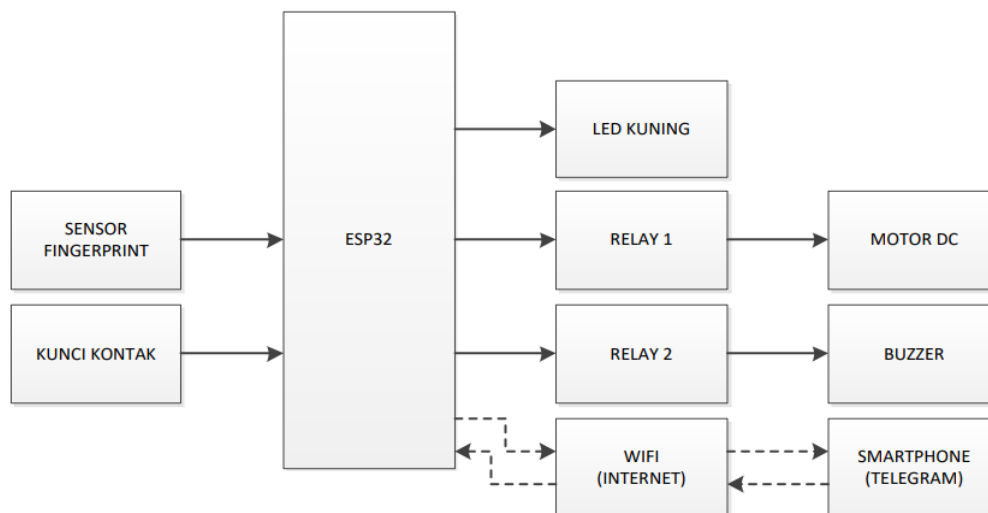 SENSOR
FINGERPRINT
KUNCI KONTAK
ESP32
LED KUNING
RELAY 1
MOTOR DC
RELAY 2
BUZZER
WIFI
(INTERNET)
SMARTPHONE
(TELEGRAM)